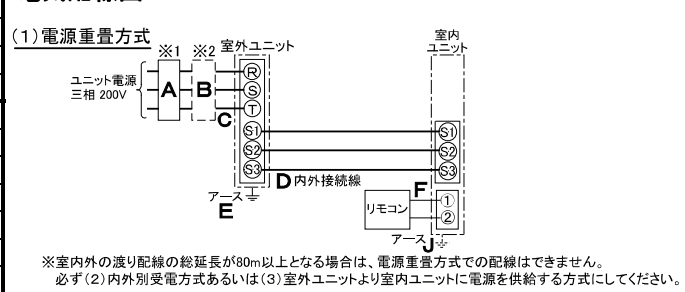 (1)電源重畳方式
※1 ※2 室外ユニット
室内
ユニット
ユニット電源
三相 200V
A
B
C
R
S
T
S1
S2
S3
S1
S2
S3
D 内外接続線
アース
E
F
リモコン
①
②
アース J
※室内外の渡り配線の総延長が80m以上となる場合は、電源重畳方式での配線はできません。
必ず(2)内外別受電方式あるいは(3)室外ユニットより室内ユニットに電源を供給する方式にしてください。